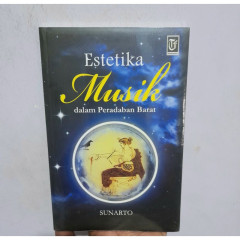 Estetika
Musik
dalam Peradaban Barat
SUNARTO